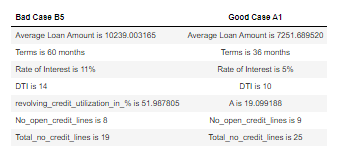 Bad Case B5 Good Case A1
Average Loan Amount is 10239.003165 Average Loan Amount is 7251.689520
Terms is 60 months Terms is 36 months
Rate of Interest is 11% Rate of Interest is 5%
DTI is 14 DTI is 10
revolving_credit_utilization_in_% is 51.987805 A is 19.099188
No_open_credit_lines is 8 No_open_credit_lines is 9
Total_no_credit_lines is 19 Total_no_credit_lines is 25